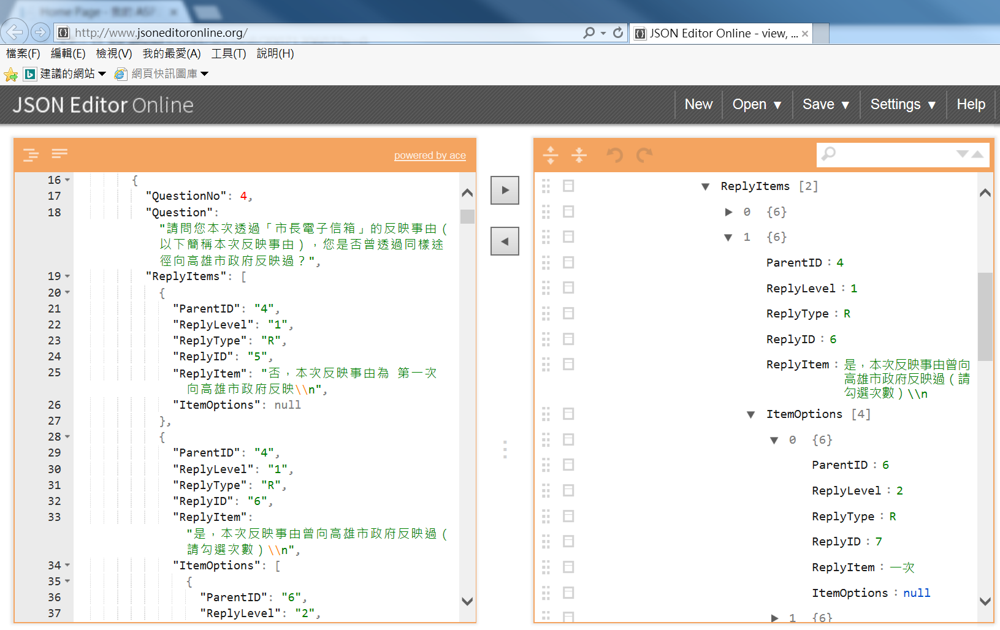 Home Page - 我的 ASP
http://www.jsoneditoronline.org/
JSON Editor Online - view, ...
檔案(F) 編輯(E) 檢視(V) 我的最愛(A) 工具(T) 說明(H)
建議的網站 網頁快訊圖庫
JSON Editor Online
New Open Save Settings Help
powered by ace
16 {
17 "QuestionNo": 4,
18 "Question":
"請問您本次透過「市長電子信箱」的反映事由（
以下簡稱本次反映事由），您是否曾透過同樣途
徑向高雄市政府反映過？",
19 "ReplyItems": [
20 {
21 "ParentID": "4",
22 "ReplyLevel": "1",
23 "ReplyType": "R",
24 "ReplyID": "5",
25 "ReplyItem": "否，本次反映事由為 第一次
向高雄市政府反映\\n",
26 "ItemOptions": null
27 },
28 {
29 "ParentID": "4",
30 "ReplyLevel": "1",
31 "ReplyType": "R",
32 "ReplyID": "6",
33 "ReplyItem":
"是，本次反映事由曾向高雄市政府反映過（
請勾選次數）\\n",
34 "ItemOptions": [
35 {
36 "ParentID": "6",
37 "ReplyLevel": "2",
ReplyItems [2]
0 {6}
1 {6}
ParentID : 4
ReplyLevel : 1
ReplyType : R
ReplyID : 6
ReplyItem : 是，本次反映事由曾向
高雄市政府反映過（請
勾選次數）\\n
ItemOptions [4]
0 {6}
ParentID : 6
ReplyLevel : 2
ReplyType : R
ReplyID : 7
ReplyItem : 一次
ItemOptions : null
1 {6}